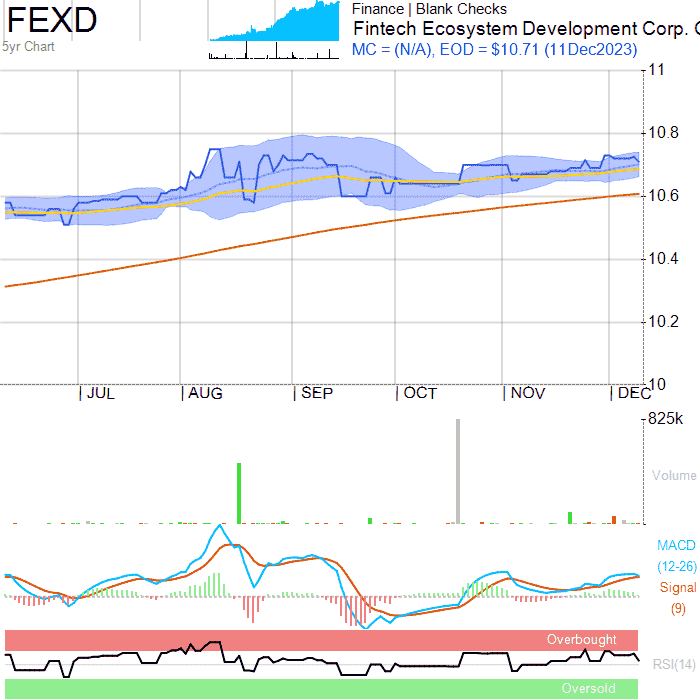 FEXD
5yr Chart
Finance | Blank Checks
Fintech Ecosystem Development Corp.
MC = (N/A), EOD = $10.71 (11Dec2023)
11
10.8
10.6
10.4
10.2
10
| JUL | AUG | SEP | OCT | NOV | DEC
825k
Volume
MACD
(12-26)
Signal
(9)
Overbought
RSI(14)
Oversold